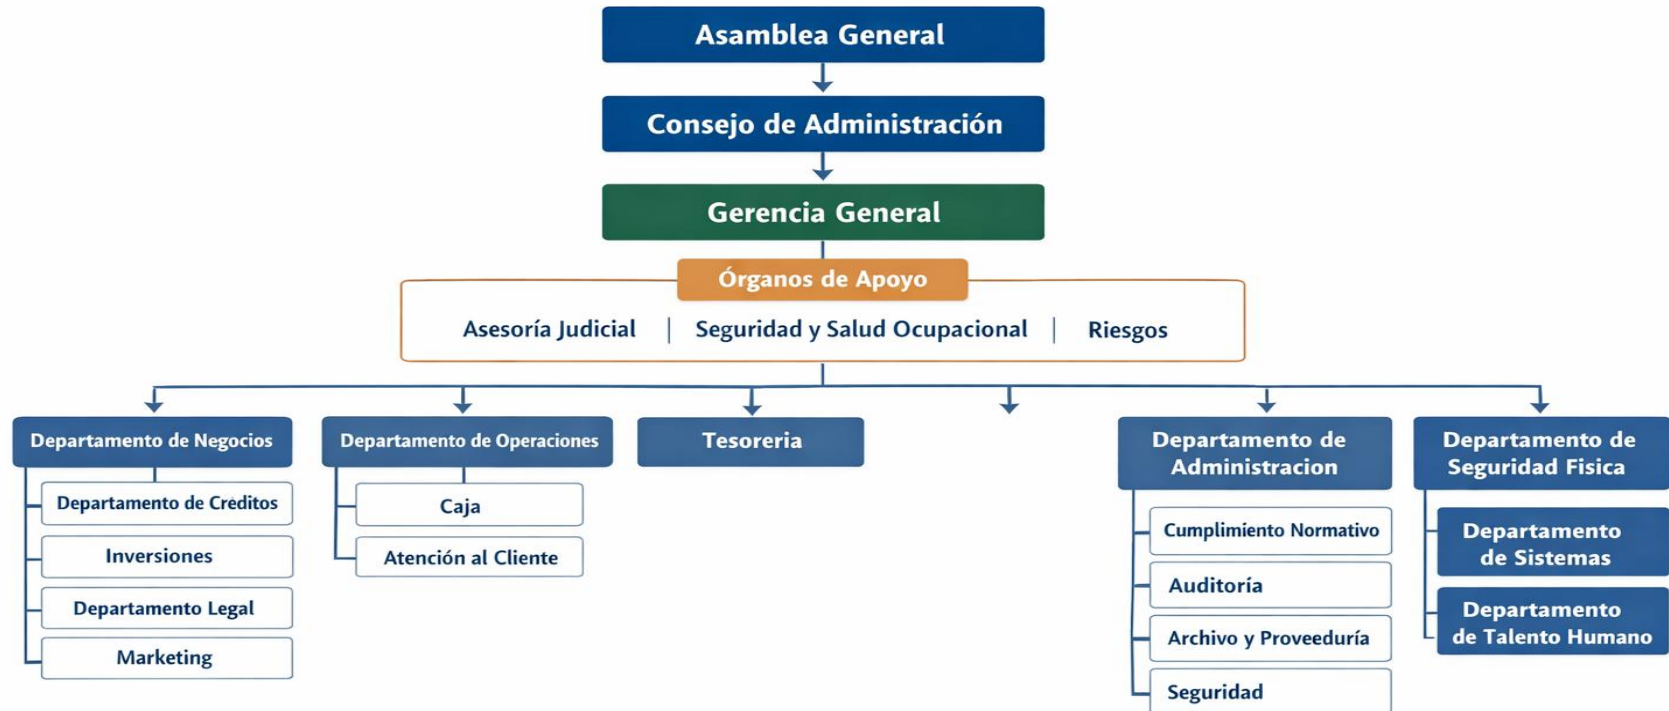 Asamblea General
Consejo de Administración
Gerencia General
Órganos de Apoyo
Asesoría Judicial | Seguridad y Salud Ocupacional | Riesgos
Departamento de Negocios
Departamento de Créditos
Inversiones
Departamento Legal
Marketing
Departamento de Operaciones
Caja
Atención al Cliente
Tesoreria
Departamento de
Administracion
Cumplimiento Normativo
Auditoría
Archivo y Proveeduría
Seguridad
Departamento de
Seguridad Fisica
Departamento
de Sistemas
Departamento
de Talento Humano